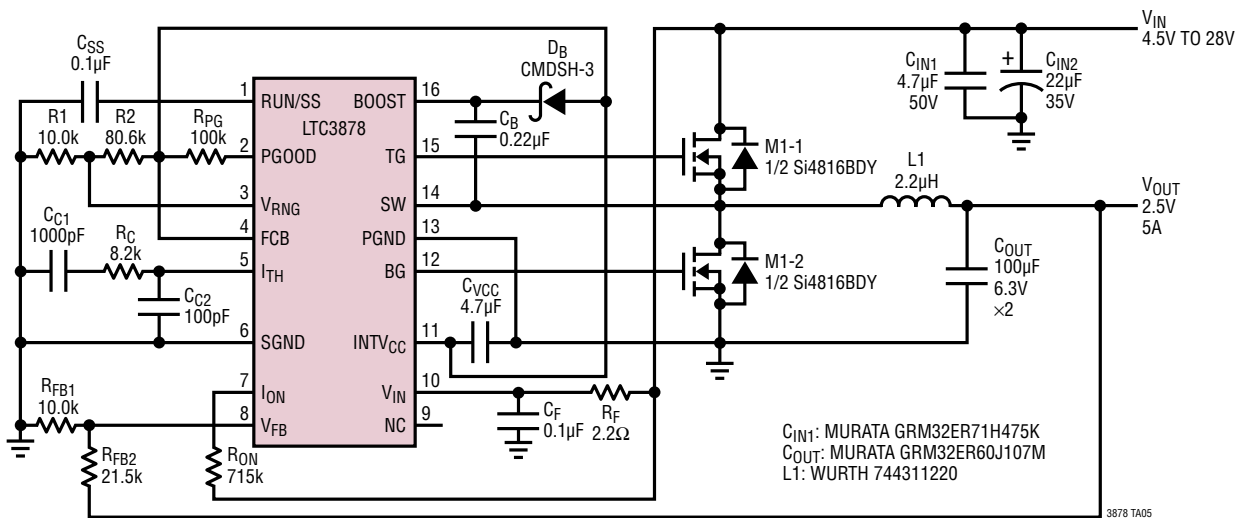 V_IN
4.5V TO 28V
C_SS
0.1µF
D_B
CMDSH-3
C_IN1
4.7µF
50V
+
C_IN2
22µF
35V
1
RUN/SS
BOOST
16
LTC3878
R1
10.0k
R2
80.6k
R_PG
100k
C_B
0.22µF
2
PGOOD
TG
15
M1-1
1/2 Si4816BDY
L1
2.2µH
3
V_RNG
SW
14
V_OUT
2.5V
5A
4
FCB
PGND
13
C_C1
1000pF
R_C
8.2k
5
I_TH
BG
12
M1-2
1/2 Si4816BDY
C_OUT
100µF
6.3V
×2
C_C2
100pF
C_VCC
4.7µF
6
SGND
INTV_CC
11
7
I_ON
V_IN
10
R_FB1
10.0k
8
V_FB
NC
9
C_F
0.1µF
R_F
2.2Ω
R_FB2
21.5k
R_ON
715k
C_IN1: MURATA GRM32ER71H475K
C_OUT: MURATA GRM32ER60J107M
L1: WURTH 744311220
3878 TA05